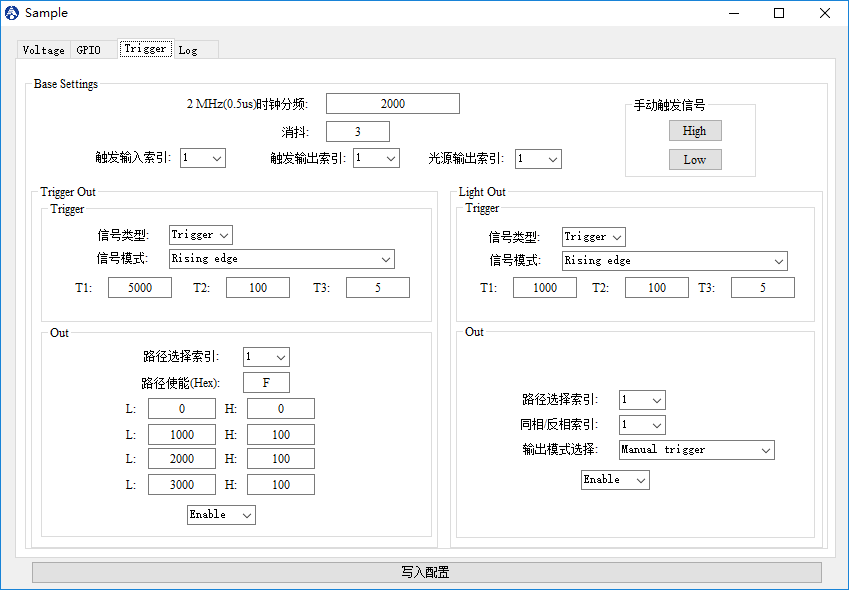 Sample
Voltage GPIO Trigger Log
Base Settings
2 MHz(0.5us)时钟分频: 2000
消抖: 3
触发输入索引: 1 触发输出索引: 1 光源输出索引: 1
手动触发信号
High
Low
Trigger Out
Trigger
信号类型: Trigger
信号模式: Rising edge
T1: 5000 T2: 100 T3: 5
Out
路径选择索引: 1
路径使能(Hex): F
L: 0 H: 0
L: 1000 H: 100
L: 2000 H: 100
L: 3000 H: 100
Enable
Light Out
Trigger
信号类型: Trigger
信号模式: Rising edge
T1: 1000 T2: 100 T3: 5
Out
路径选择索引: 1
同相/反相索引: 1
输出模式选择: Manual trigger
Enable
写入配置